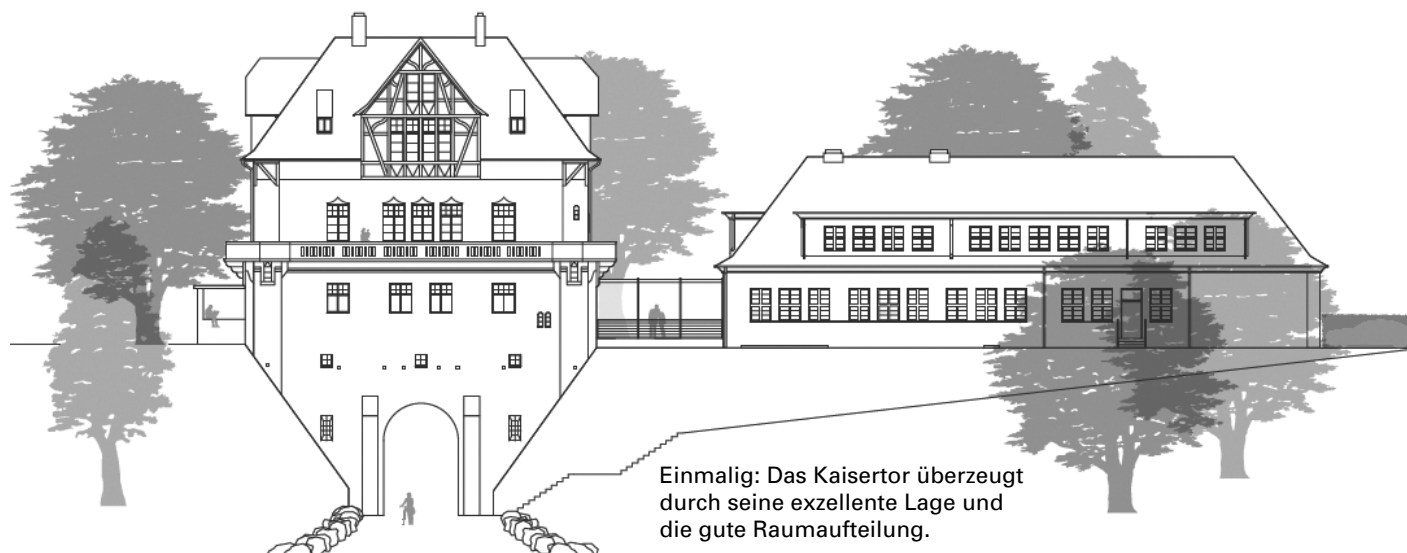 Einmalig: Das Kaisertor überzeugt
durch seine exzellente Lage und
die gute Raumaufteilung.